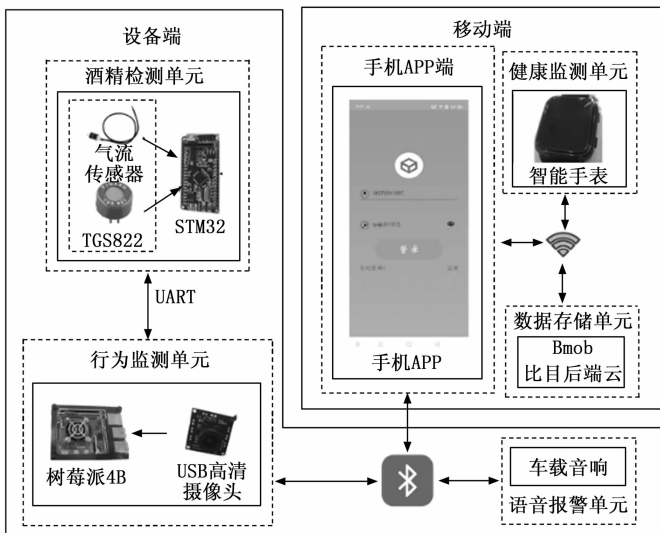 设备端
酒精检测单元
气流
传感器
TGS822
STM32
UART
行为监测单元
树莓派4B
USB高清
摄像头
移动端
手机APP端
登录
手机APP
健康监测单元
智能手表
数据存储单元
Bmob
比目后端云
车载音响
语音报警单元